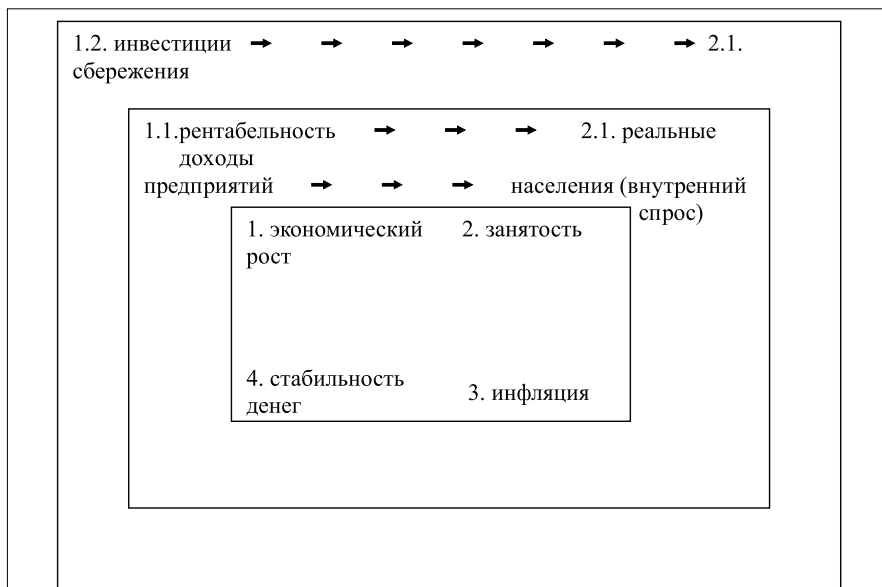 1.2. инвестиции → → → → → → → 2.1.
сбережения
1.1.рентабельность → → → 2.1. реальные
доходы
предприятий → → → населения (внутренний
спрос)
1. экономический 2. занятость
рост
4. стабильность
денег 3. инфляция